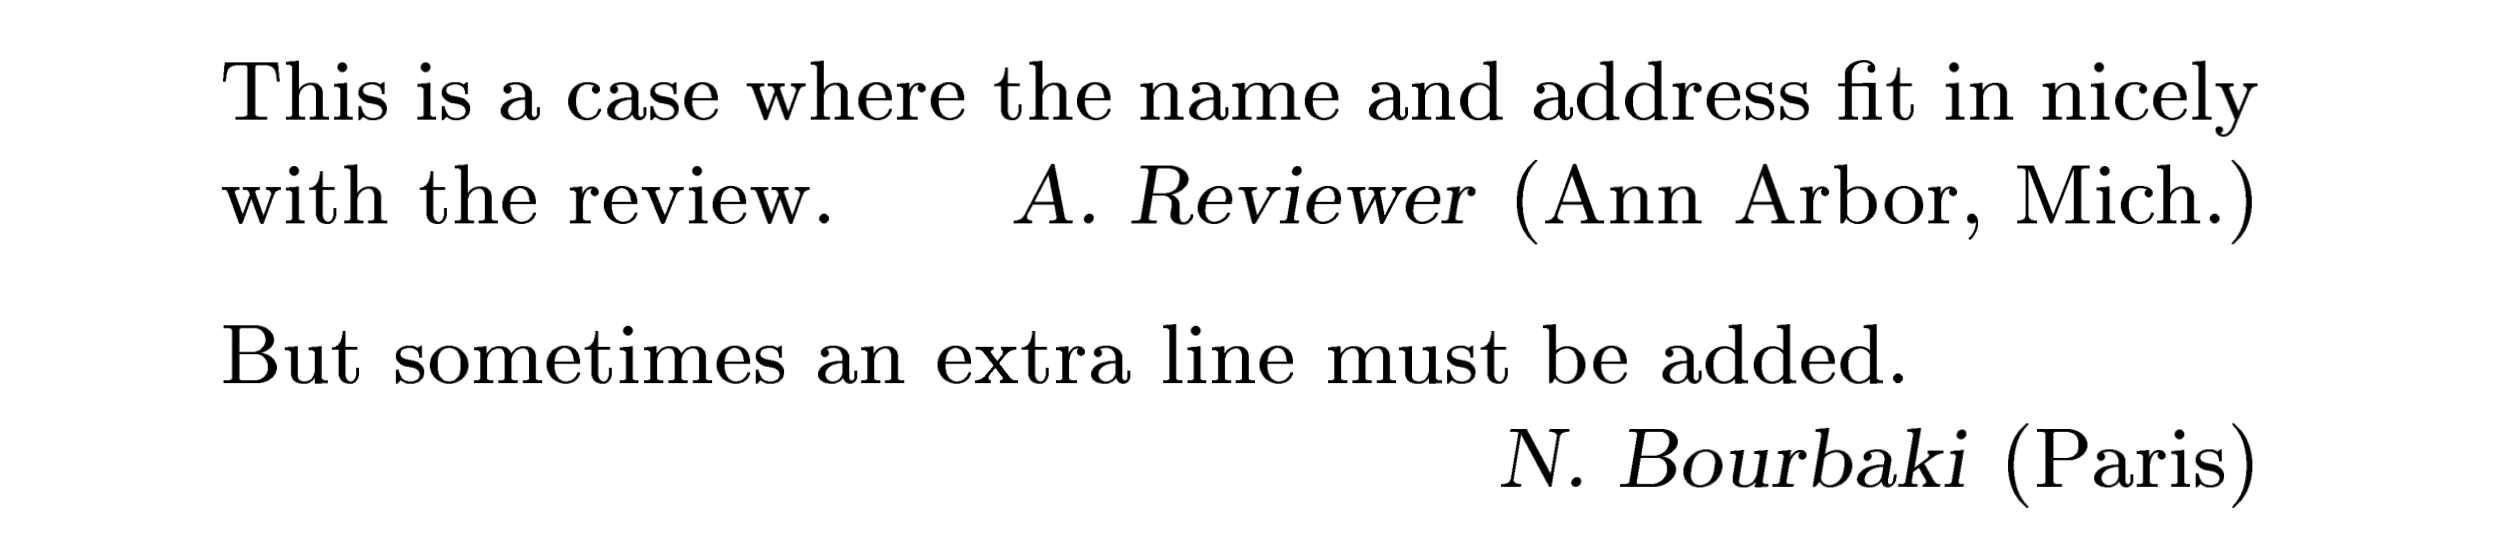 This is a case where the name and address fit in nicely
with the review. A. Reviewer (Ann Arbor, Mich.)
But sometimes an extra line must be added.
N. Bourbaki (Paris)